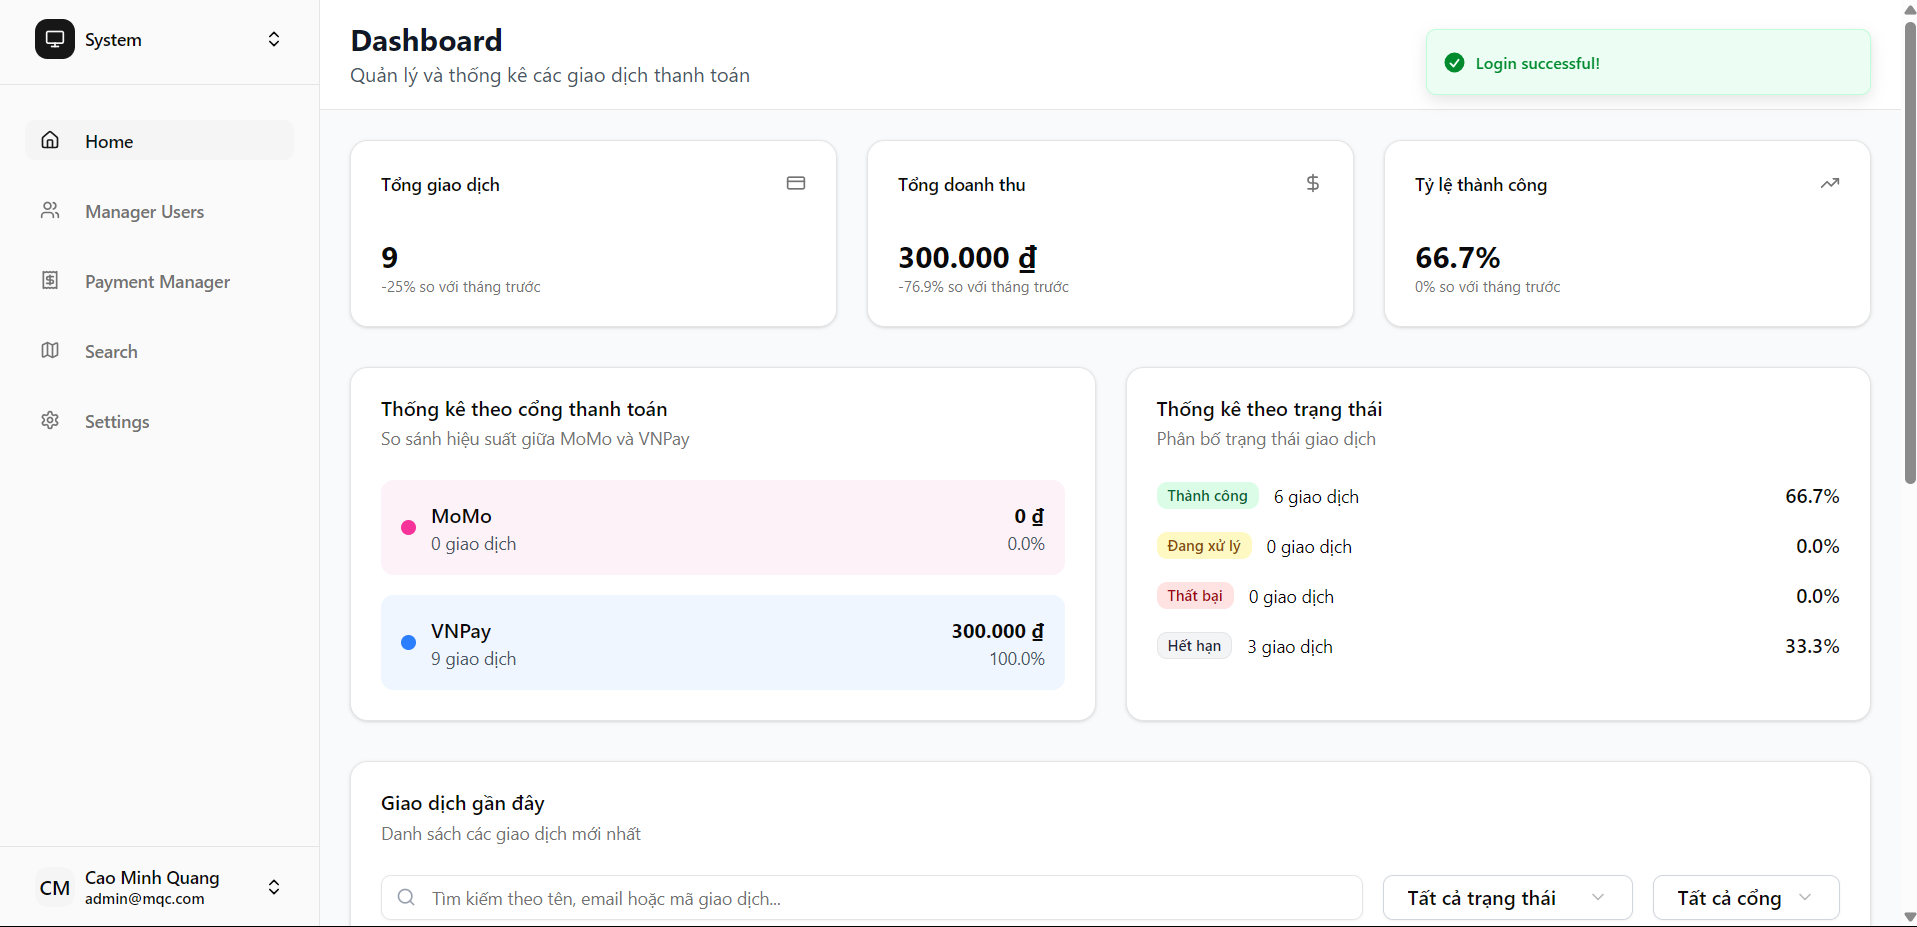 System
Home
Manager Users
Payment Manager
Search
Settings
Cao Minh Quang
CM
admin@mqc.com
Dashboard
Quản lý và thống kê các giao dịch thanh toán
Login successful!
Tổng giao dịch
9
-25% so với tháng trước
Tổng doanh thu
300.000 ₫
-76.9% so với tháng trước
Tỷ lệ thành công
66.7%
0% so với tháng trước
Thống kê theo cổng thanh toán
So sánh hiệu suất giữa MoMo và VNPay
MoMo 0 ₫
0 giao dịch 0.0%
VNPay 300.000 ₫
9 giao dịch 100.0%
Thống kê theo trạng thái
Phân bố trạng thái giao dịch
Thành công 6 giao dịch 66.7%
Đang xử lý 0 giao dịch 0.0%
Thất bại 0 giao dịch 0.0%
Hết hạn 3 giao dịch 33.3%
Giao dịch gần đây
Danh sách các giao dịch mới nhất
Tìm kiếm theo tên, email hoặc mã giao dịch... Tất cả trạng thái Tất cả cổng